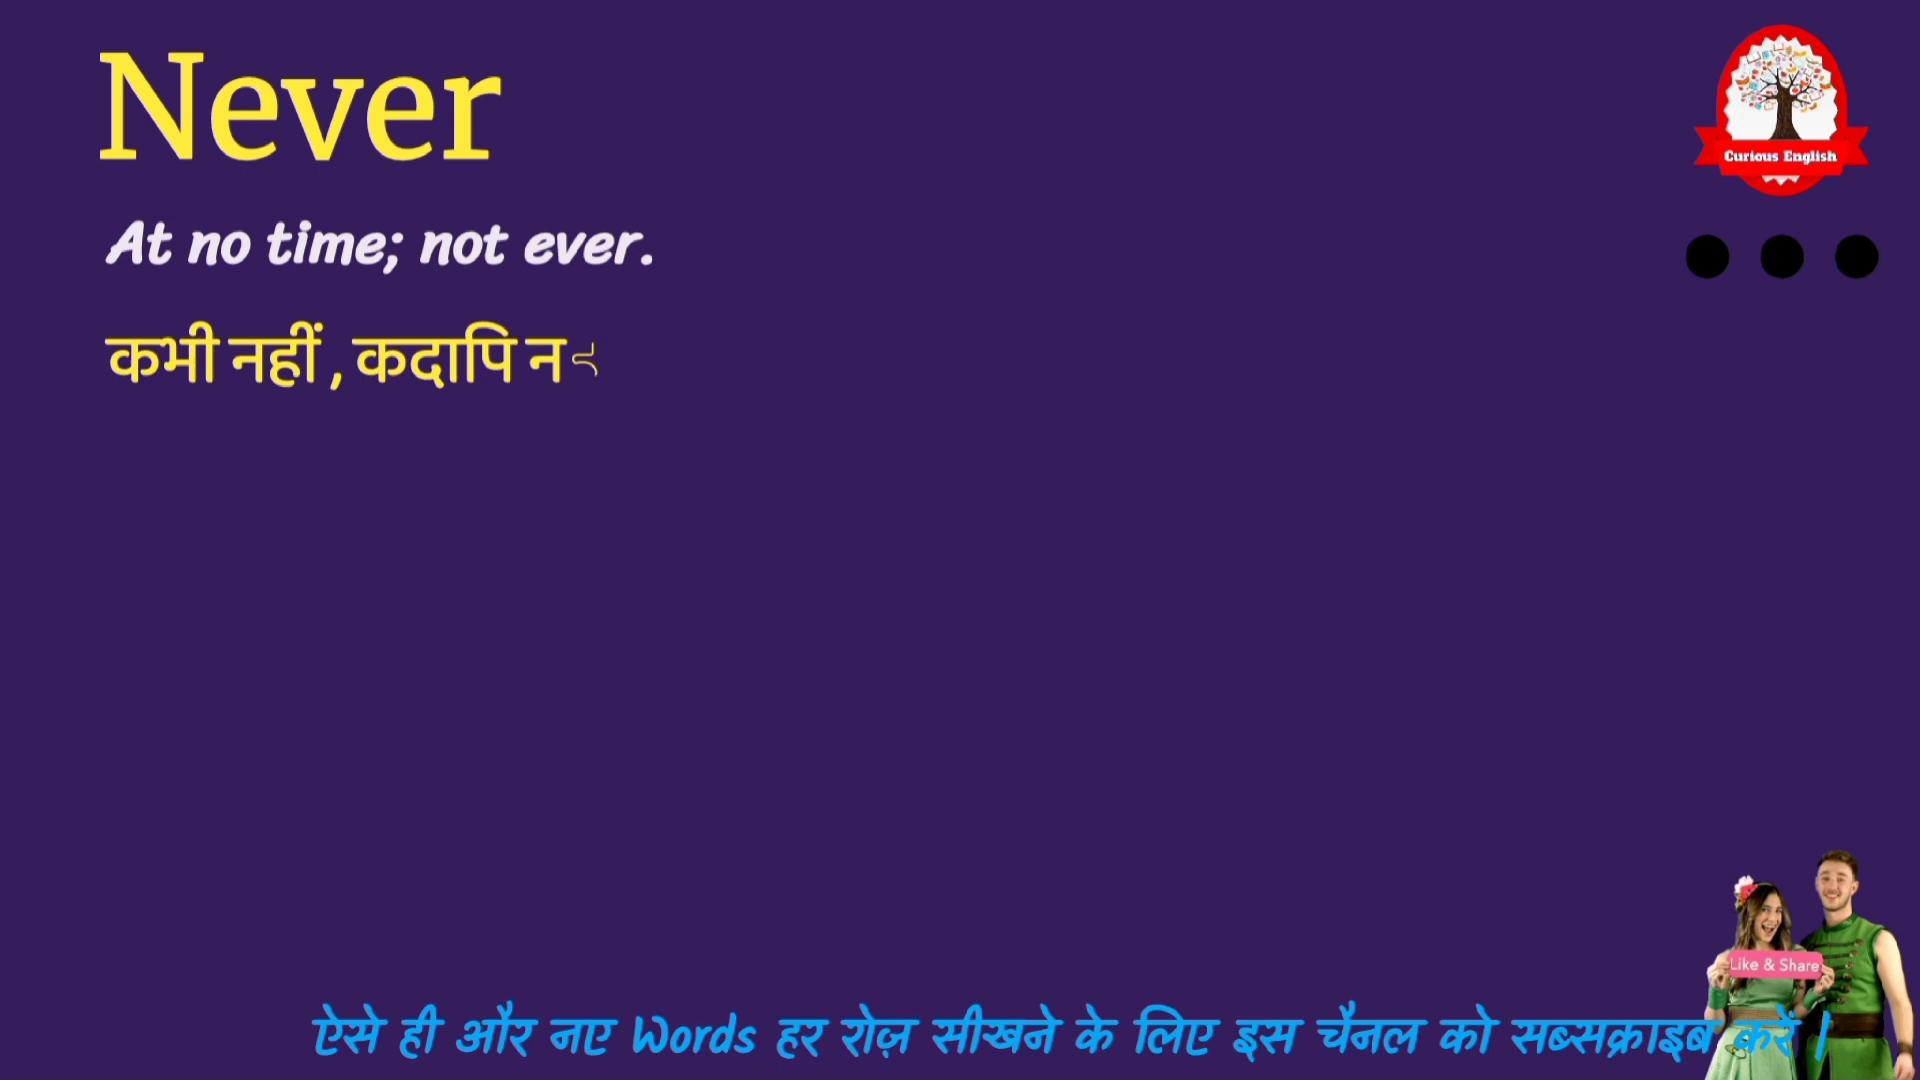 Never
Curious English
At no time; not ever.
कभी नहीं , कदापि न
Like & Share
ऐसे ही और नए Words हर रोज़ सीखने के लिए इस चैनल को सब्सक्राइब करें |